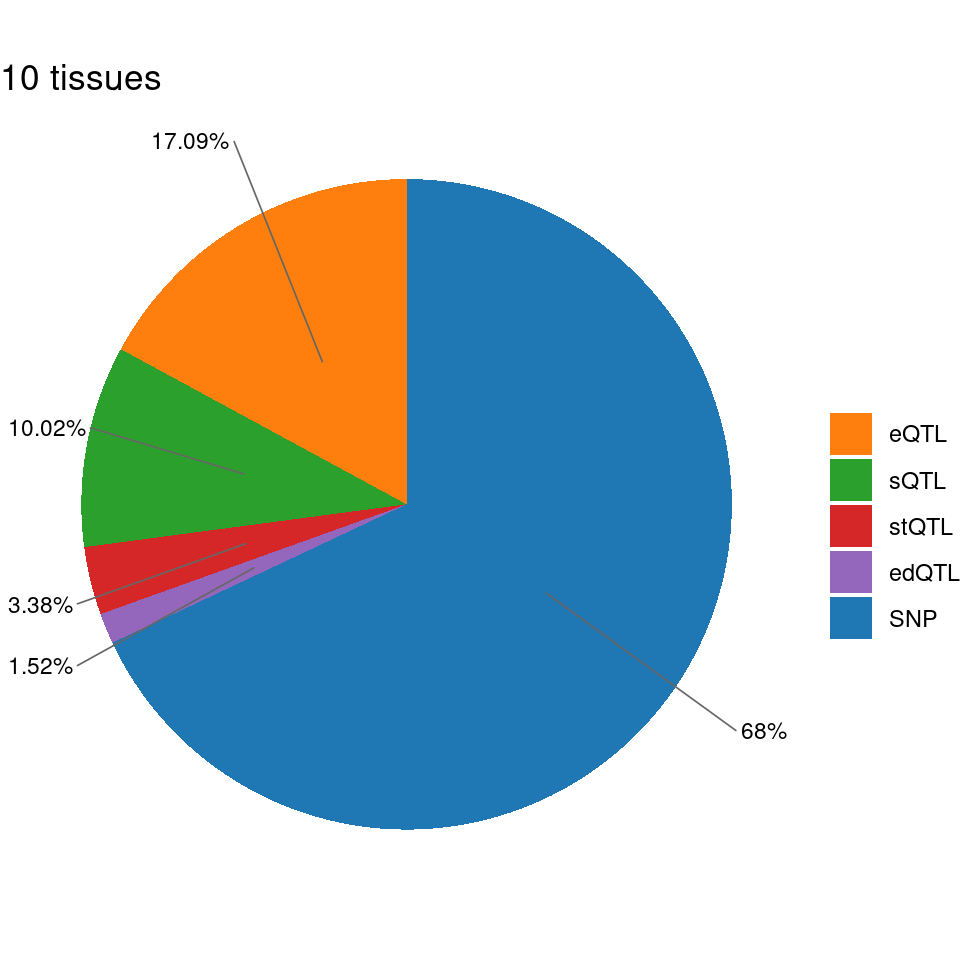 10 tissues
17.09%
10.02%
3.38%
1.52%
68%
eQTL
sQTL
stQTL
edQTL
SNP